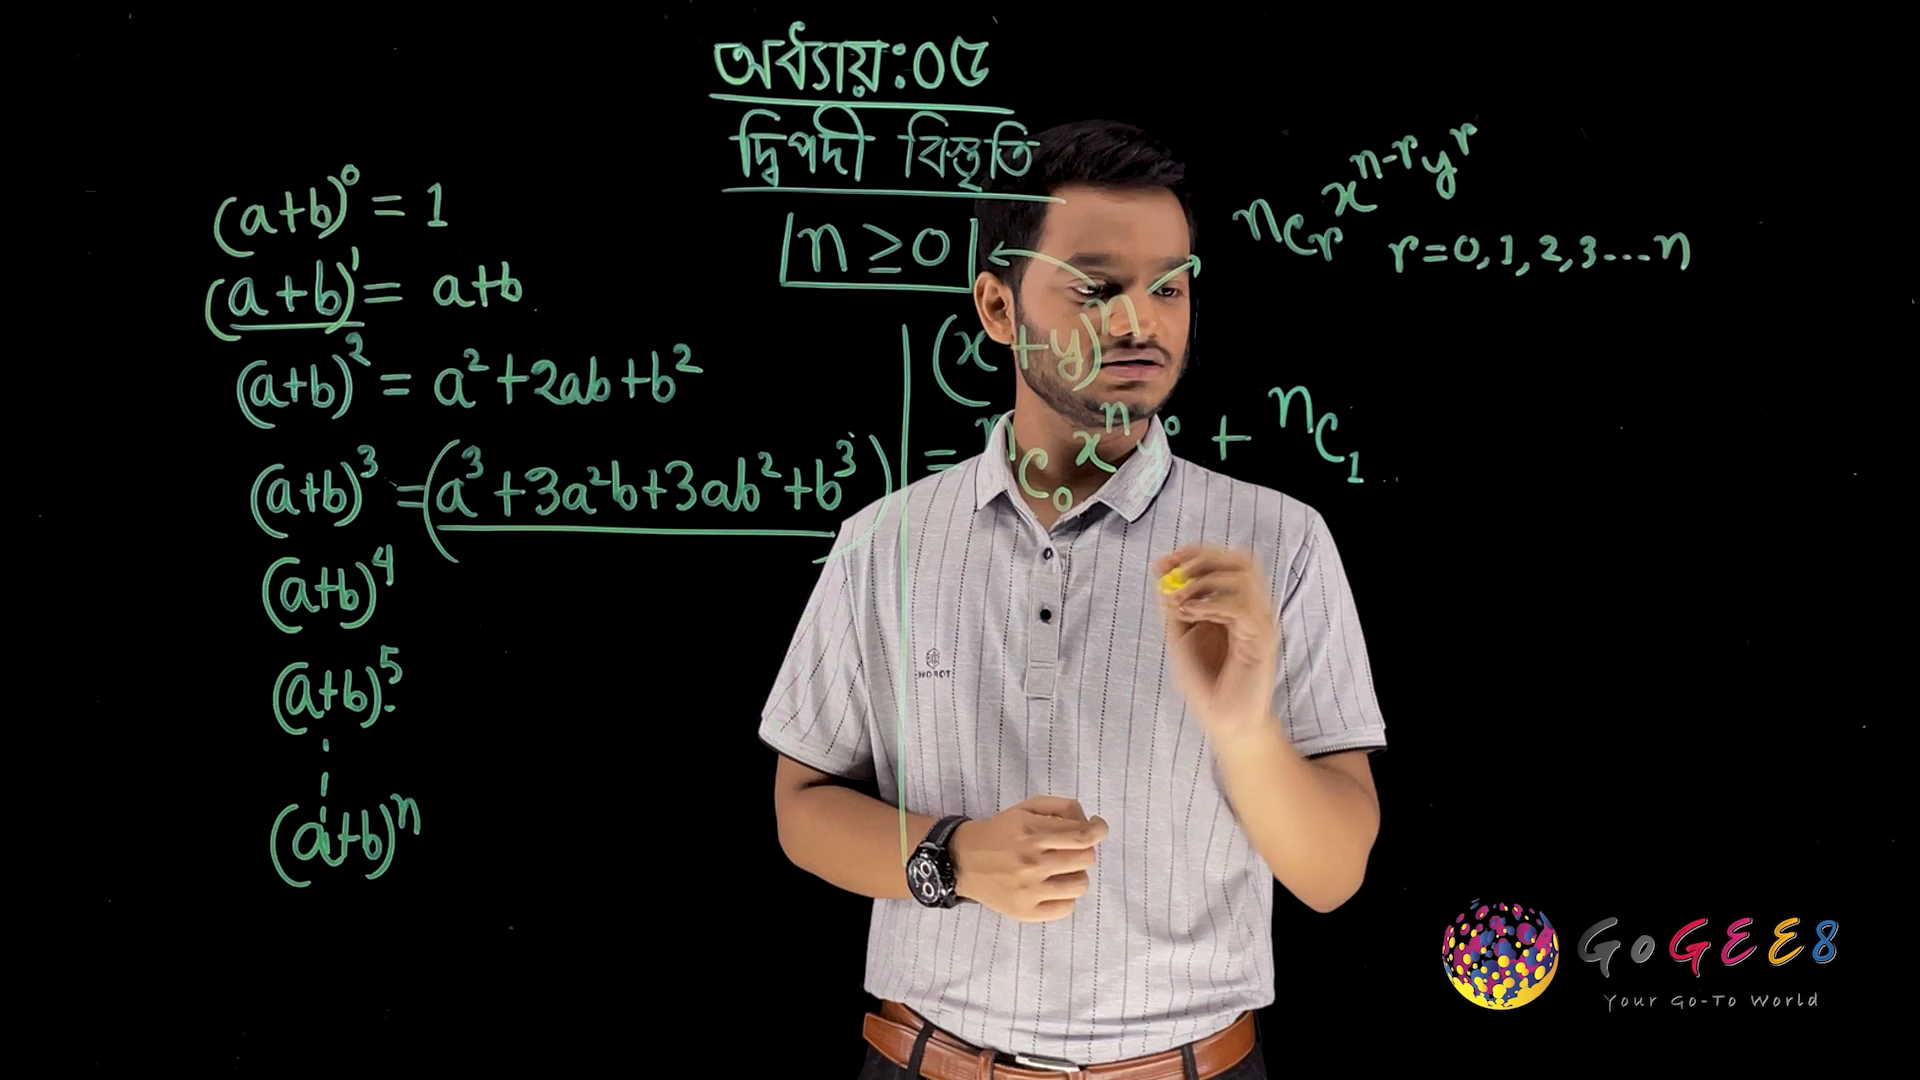 অধ্যায়:০৫
দ্বিপদী বিস্তৃতি
n ≥ 0
(a+b)⁰ = 1
(a+b)¹ = a+b
(a+b)² = a²+2ab+b²
(a+b)³ = (a³+3a²b+3ab²+b³)
(a+b)⁴
(a+b)⁵
(a+b)ⁿ
(x+y)ⁿ
= ⁿC₀ xⁿ y⁰ + ⁿC₁
ⁿCᵣ xⁿ⁻ʳ yʳ
r=0,1,2,3...n
GoGEE8
Your Go-To World